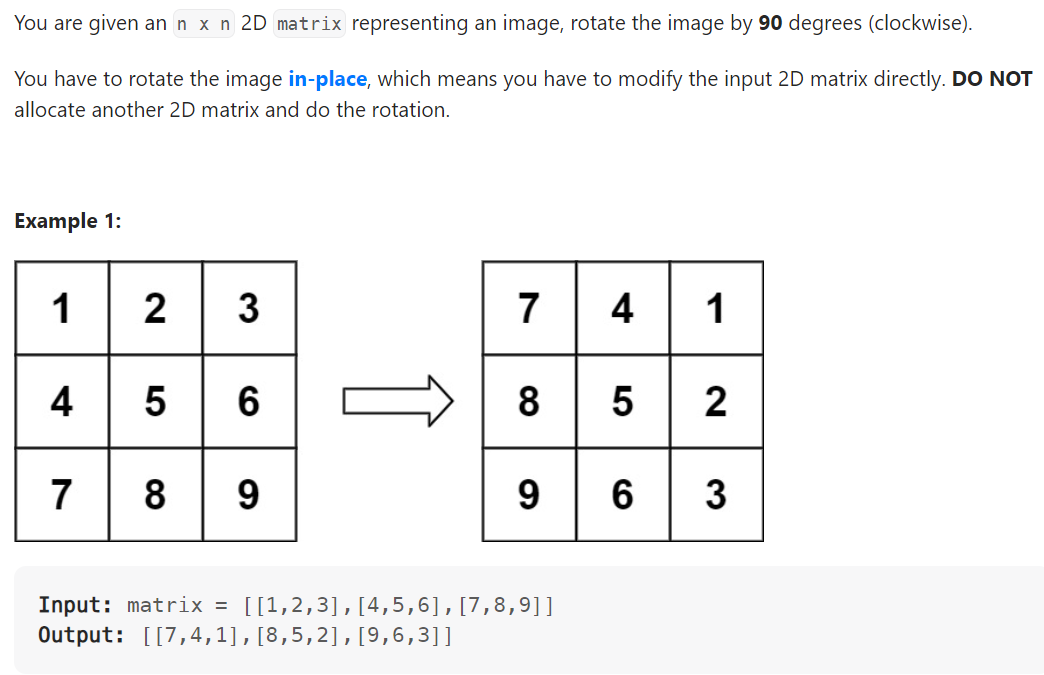 You are given an n x n 2D matrix representing an image, rotate the image by 90 degrees (clockwise).
You have to rotate the image in-place, which means you have to modify the input 2D matrix directly. DO NOT
allocate another 2D matrix and do the rotation.
Example 1:
1 2 3 7 4 1
4 5 6 8 5 2
7 8 9 9 6 3
Input: matrix = [[1,2,3],[4,5,6],[7,8,9]]
Output: [[7,4,1],[8,5,2],[9,6,3]]